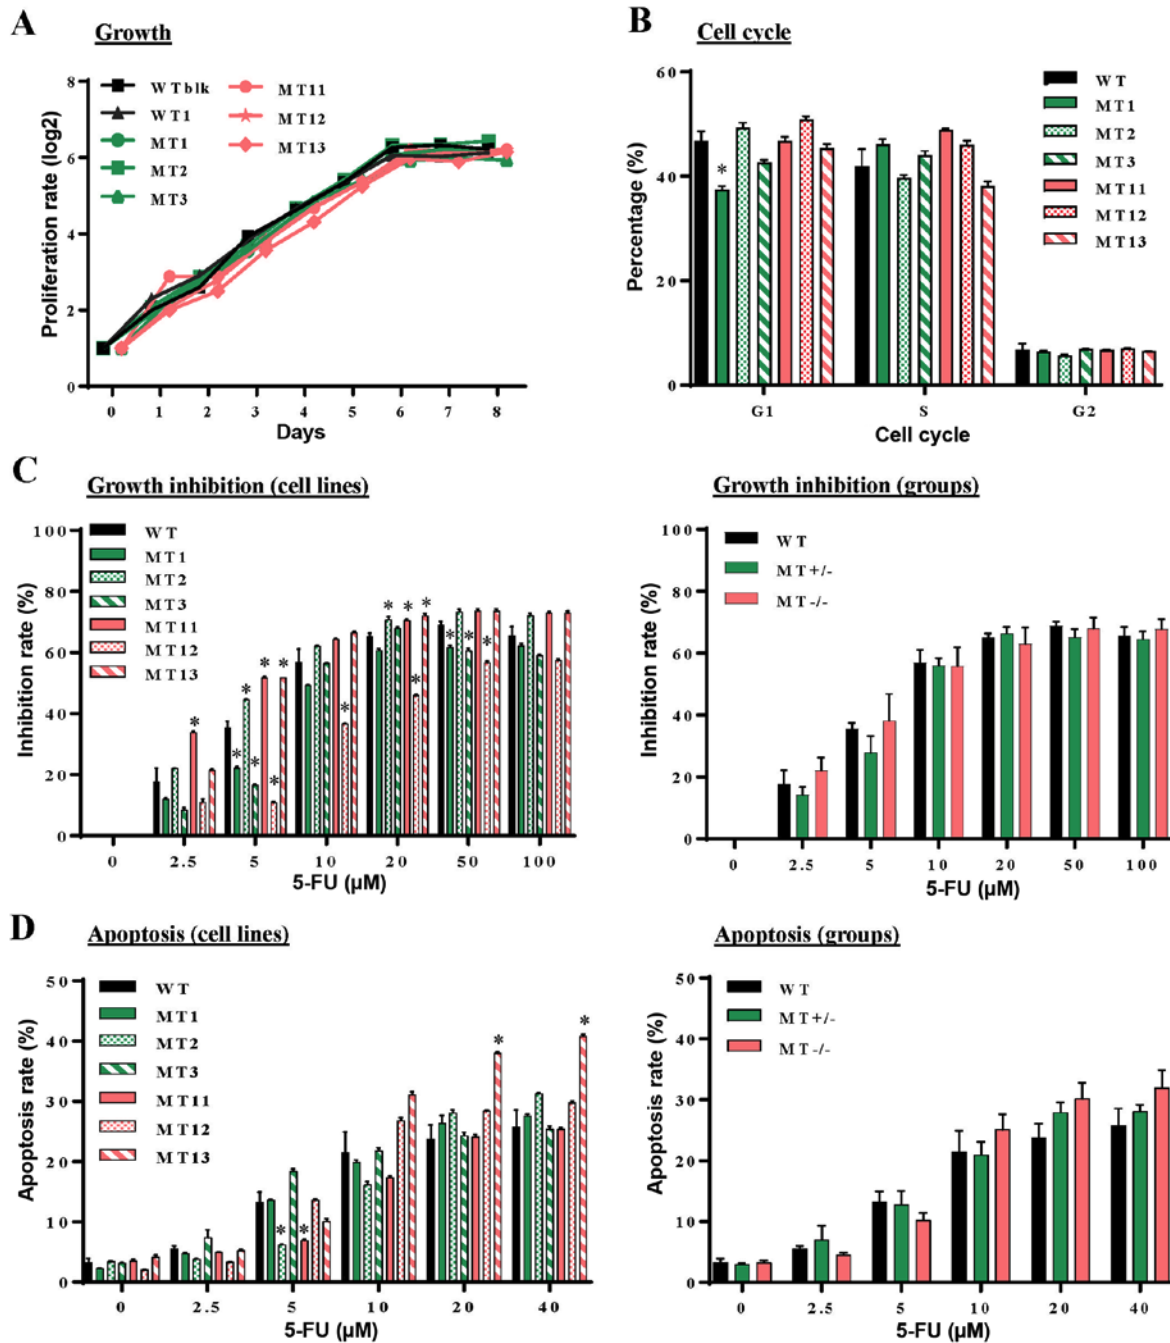 A
Growth
WTblk
WT1
MT1
MT2
MT3
MT11
MT12
MT13
Proliferation rate (log2)
8
6
4
2
0
0 1 2 3 4 5 6 7 8
Days
B
Cell cycle
WT
MT1
MT2
MT3
MT11
MT12
MT13
Percentage (%)
60
40
20
0
*
G1 S G2
Cell cycle
C
Growth inhibition (cell lines)
WT
MT1
MT2
MT3
MT11
MT12
MT13
Inhibition rate (%)
100
80
60
40
20
0
* * * * * * * * * * * * * *
0 2.5 5 10 20 50 100
5-FU (µM)
Growth inhibition (groups)
WT
MT+/-
MT-/-
Inhibition rate (%)
100
80
60
40
20
0
0 2.5 5 10 20 50 100
5-FU (µM)
D
Apoptosis (cell lines)
WT
MT1
MT2
MT3
MT11
MT12
MT13
Apoptosis rate (%)
50
40
30
20
10
0
* * * *
0 2.5 5 10 20 40
5-FU (µM)
Apoptosis (groups)
WT
MT+/-
MT-/-
Apoptosis rate (%)
50
40
30
20
10
0
0 2.5 5 10 20 40
5-FU (µM)